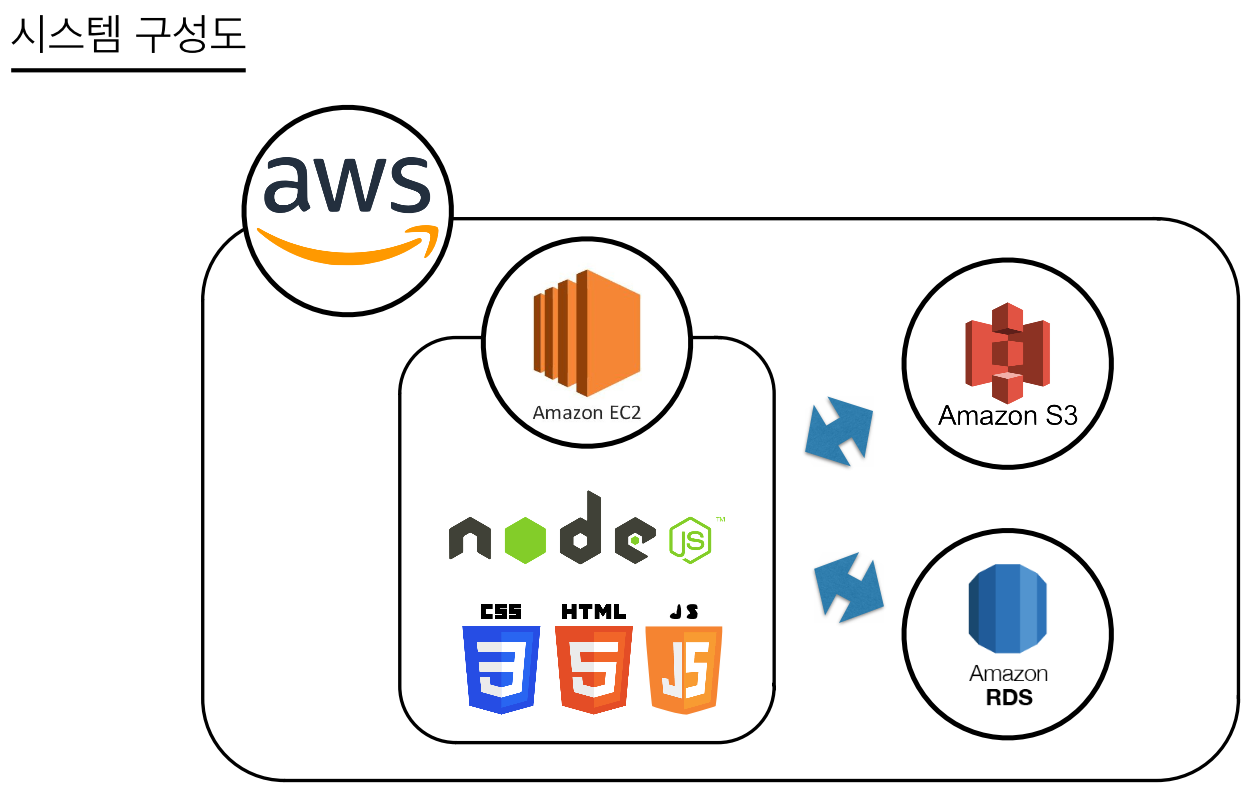 시스템 구성도
aws
Amazon EC2
Amazon S3
node
JS
™
CSS HTML JS
3 5 JS
Amazon
RDS